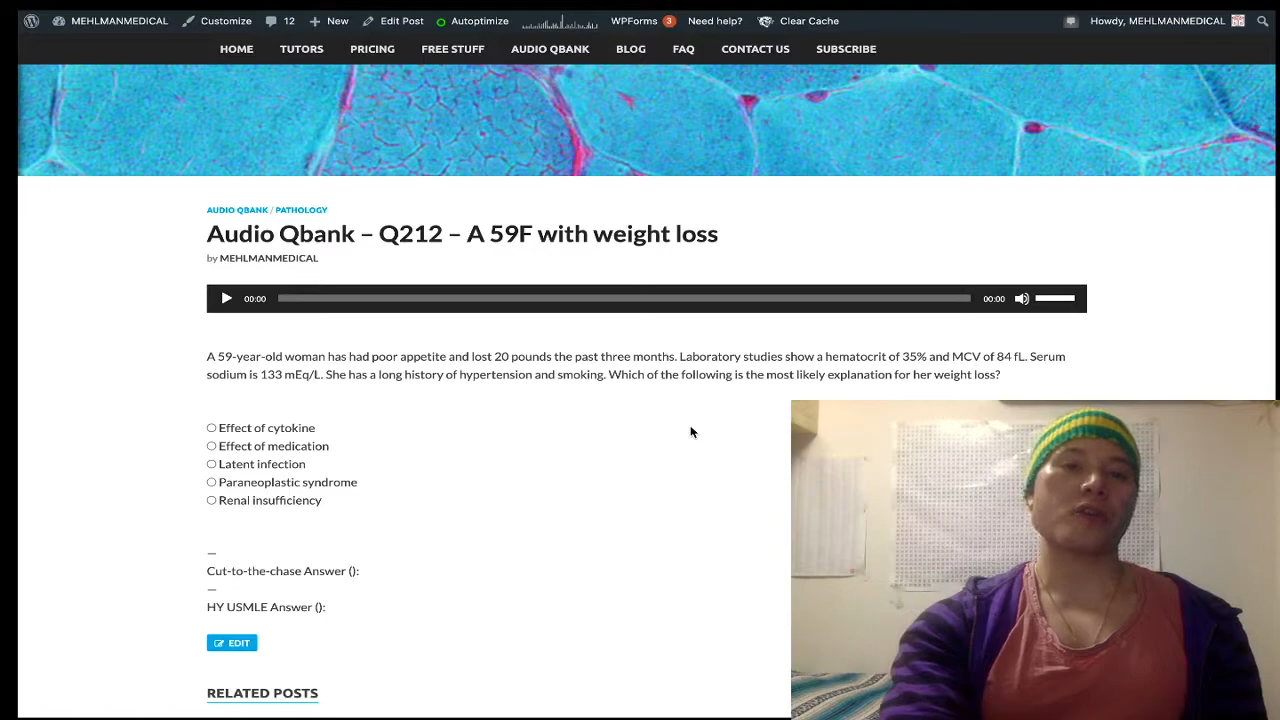 MEHLMANMEDICAL Customize 12 New Edit Post Autoptimize WPForms 3 Need help? Clear Cache Howdy, MEHLMANMEDICAL
HOME TUTORS PRICING FREE STUFF AUDIO QBANK BLOG FAQ CONTACT US SUBSCRIBE
AUDIO QBANK / PATHOLOGY
Audio Qbank – Q212 – A 59F with weight loss
by MEHLMANMEDICAL
00:00 00:00
A 59-year-old woman has had poor appetite and lost 20 pounds the past three months. Laboratory studies show a hematocrit of 35% and MCV of 84 fL. Serum
sodium is 133 mEq/L. She has a long history of hypertension and smoking. Which of the following is the most likely explanation for her weight loss?
Effect of cytokine
Effect of medication
Latent infection
Paraneoplastic syndrome
Renal insufficiency
—
Cut-to-the-chase Answer ():
—
HY USMLE Answer ():
EDIT
RELATED POSTS